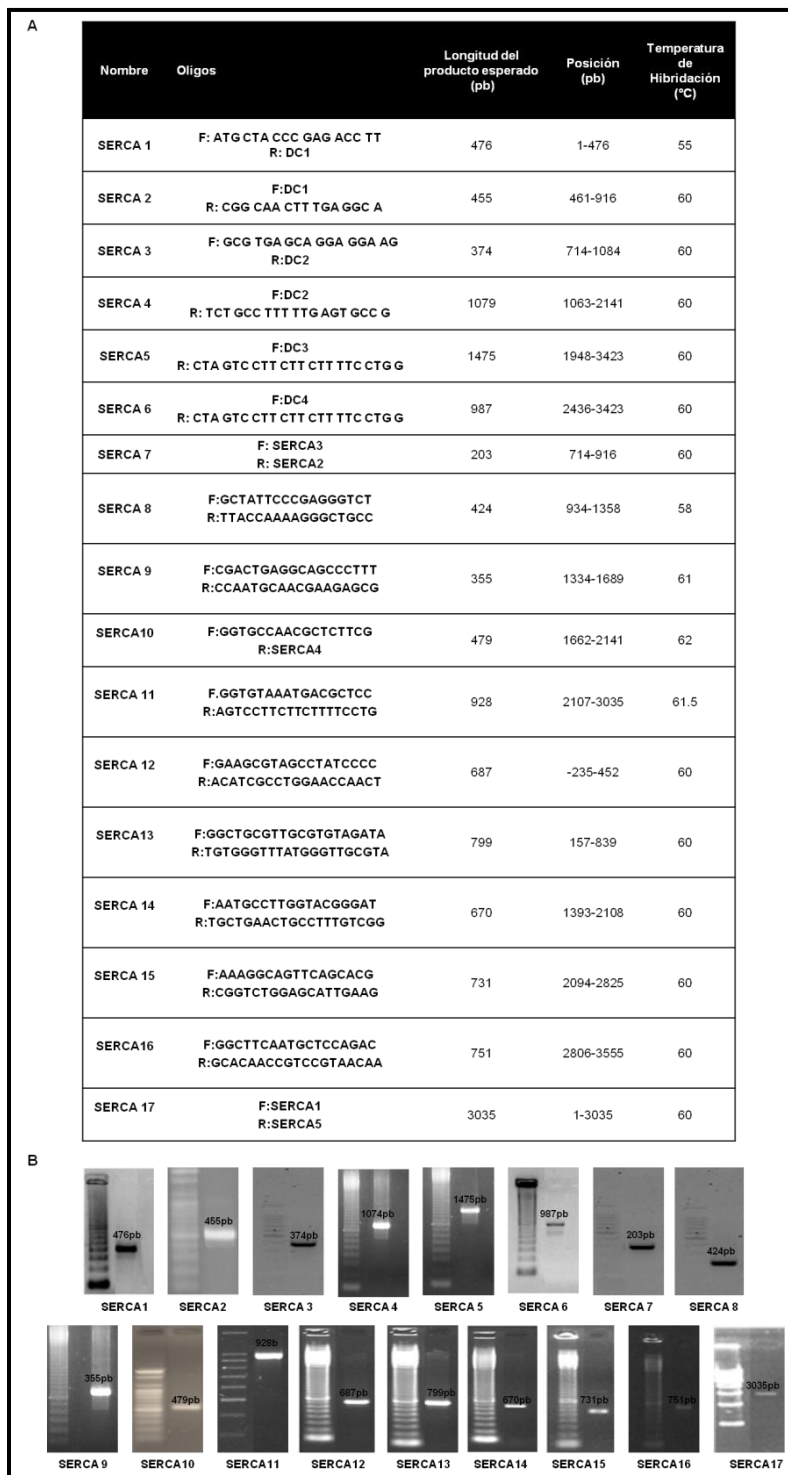 A
Nombre Oligos Longitud del producto esperado (pb) Posición (pb) Temperatura de Hibridación (ºC)
SERCA 1 F: ATG CTA CCC GAG ACC TT 476 1-476 55
R: DC1
SERCA 2 F:DC1 455 461-916 60
R: CGG CAA CTT TGA GGC A
SERCA 3 F: GCG TGA GCA GGA GGA AG 374 714-1084 60
R:DC2
SERCA 4 F:DC2 1079 1063-2141 60
R: TCT GCC TTT TTG AGT GCC G
SERCA5 F:DC3 1475 1948-3423 60
R: CTA GTC CTT CTT CTT TTC CTG G
SERCA 6 F:DC4 987 2436-3423 60
R: CTA GTC CTT CTT CTT TTC CTG G
SERCA 7 F: SERCA3 203 714-916 60
R: SERCA2
SERCA 8 F:GCTATTCCCGAGGGTCT 424 934-1358 58
R:TTACCAAAAGGGCTGCC
SERCA 9 F:CGACTGAGGCAGCCCTTT 355 1334-1689 61
R:CCAATGCAACGAAGAGCG
SERCA10 F:GGTGCCAACGCTCTTCG 479 1662-2141 62
R:SERCA4
SERCA 11 F.GGTGTAAATGACGCTCC 928 2107-3035 61.5
R:AGTCCTTCTTCTTTTCCTG
SERCA 12 F:GAAGCGTAGCCTATCCCC 687 -235-452 60
R:ACATCGCCTGGAACCAACT
SERCA13 F:GGCTGCGTTGCGTGTAGATA 799 157-839 60
R:TGTGGGTTTATGGGTTGCGTA
SERCA 14 F:AATGCCTTGGTACGGGAT 670 1393-2108 60
R:TGCTGAACTGCCTTTGTCGG
SERCA 15 F:AAAGGCAGTTCAGCACG 731 2094-2825 60
R:CGGTCTGGAGCATTGAAG
SERCA16 F:GGCTTCAATGCTCCAGAC 751 2806-3555 60
R:GCACAACCGTCCGTAACAA
SERCA 17 F:SERCA1 3035 1-3035 60
R:SERCA5
B
476pb 455pb 374pb 1074pb 1475pb 987pb 203pb 424pb
SERCA1 SERCA2 SERCA 3 SERCA 4 SERCA 5 SERCA 6 SERCA 7 SERCA 8
355pb 479pb 928b 687pb 799pb 670pb 731pb 751pb 3035pb
SERCA 9 SERCA10 SERCA11 SERCA12 SERCA13 SERCA14 SERCA15 SERCA16 SERCA17